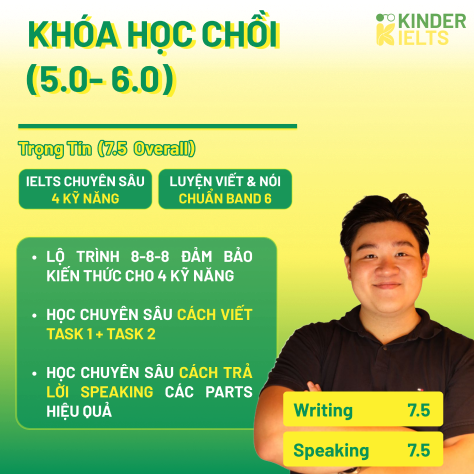 KHÓA HỌC CHỒI
(5.0- 6.0)
KINDER
IELTS
Trọng Tín (7.5 Overall)
IELTS CHUYÊN SÂU
4 KỸ NĂNG
LUYỆN VIẾT & NÓI
CHUẨN BAND 6
• LỘ TRÌNH 8-8-8 ĐẢM BẢO
KIẾN THỨC CHO 4 KỸ NĂNG
• HỌC CHUYÊN SÂU CÁCH VIẾT
TASK 1 + TASK 2
• HỌC CHUYÊN SÂU CÁCH TRẢ
LỜI SPEAKING CÁC PARTS
HIỆU QUẢ
Writing 7.5
Speaking 7.5